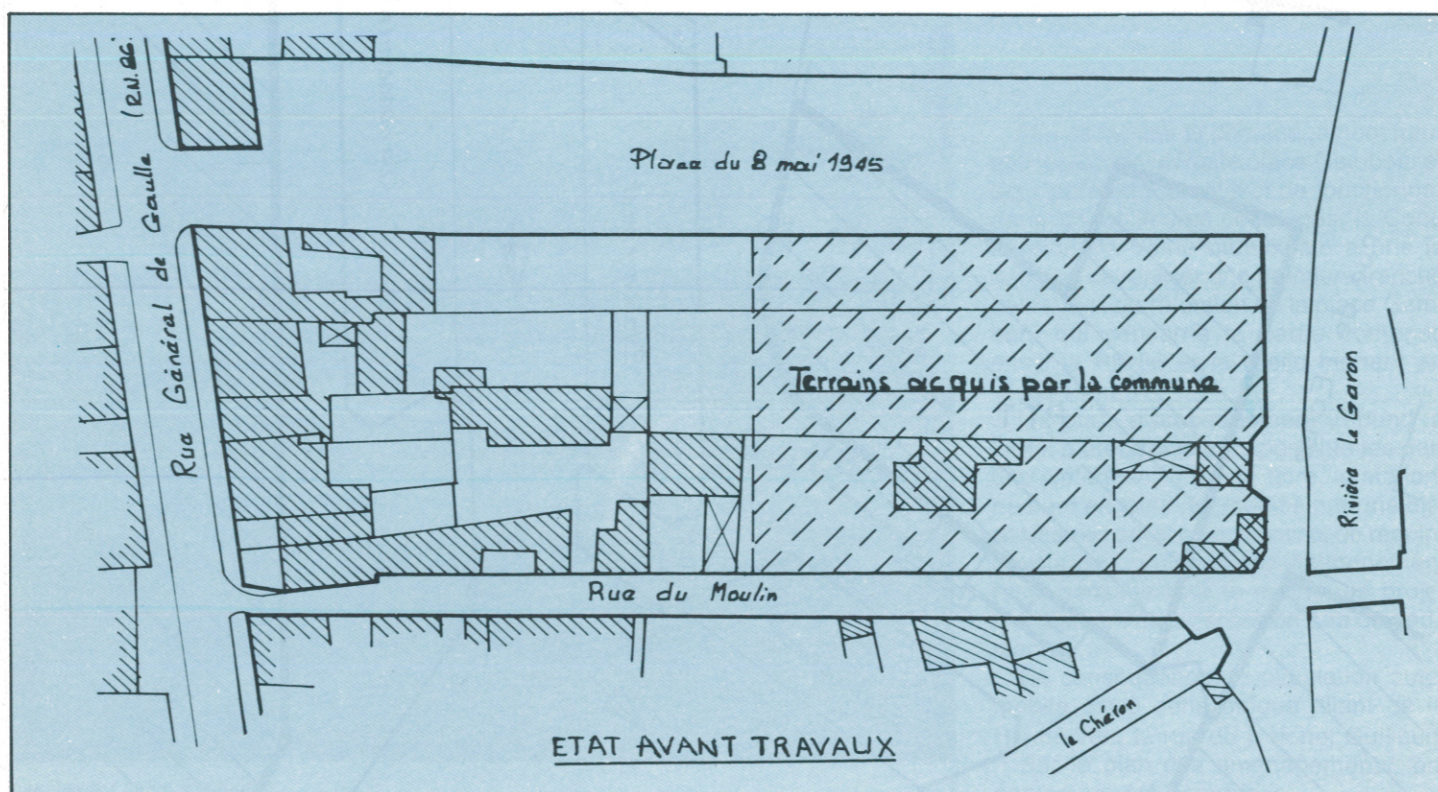 (R.N. 86.)
Rue Général de Gaulle
Place du 8 mai 1945
Terrains acquis par la commune
Rivière le Garon
Rue du Moulin
le Chéron
ETAT AVANT TRAVAUX